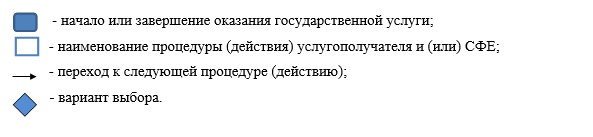 - начало или завершение оказания государственной услуги;
- наименование процедуры (действия) услугополучателя и (или) СФЕ;
- переход к следующей процедуре (действию);
- вариант выбора.